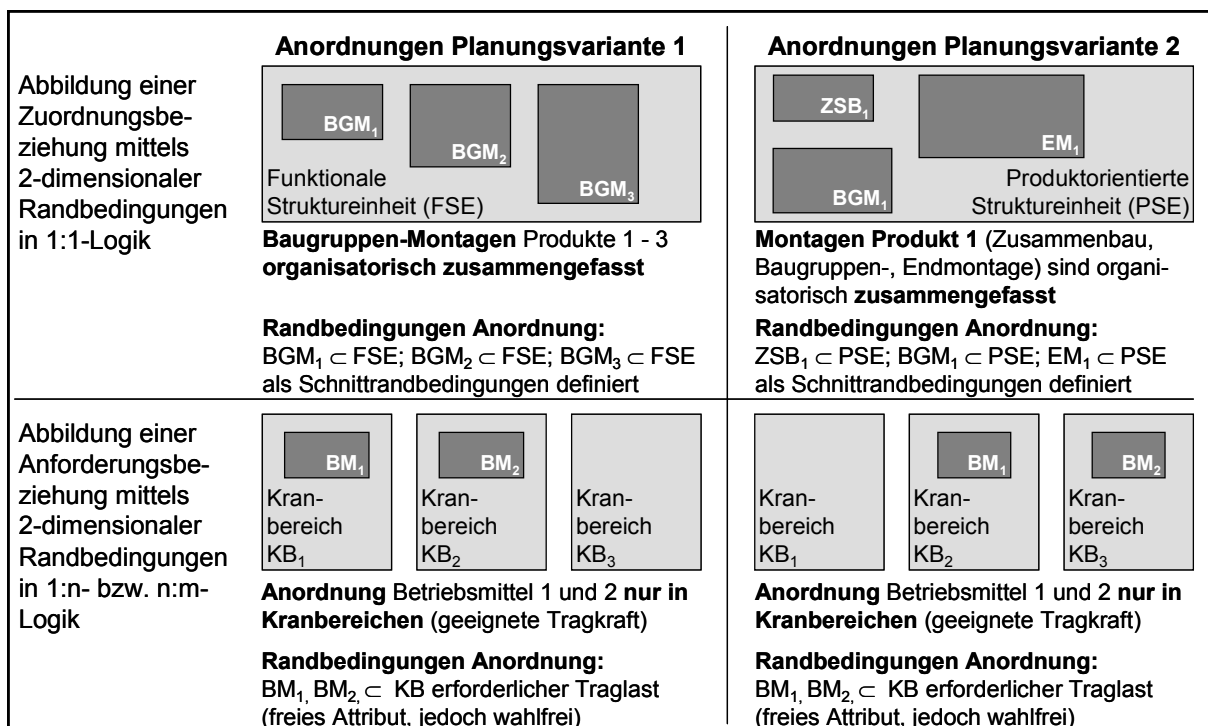 Anordnungen Planungsvariante 1
Anordnungen Planungsvariante 2
Abbildung einer
Zuordnungsbe-
ziehung mittels
2-dimensionaler
Randbedingungen
in 1:1-Logik
BGM1
BGM2
BGM3
Funktionale
Struktureinheit (FSE)
Baugruppen-Montagen Produkte 1 - 3
organisatorisch zusammengefasst
Randbedingungen Anordnung:
BGM1 ⊂ FSE; BGM2 ⊂ FSE; BGM3 ⊂ FSE
als Schnittrandbedingungen definiert
ZSB1
EM1
BGM1
Produktorientierte
Struktureinheit (PSE)
Montagen Produkt 1 (Zusammenbau,
Baugruppen-, Endmontage) sind organi-
satorisch zusammengefasst
Randbedingungen Anordnung:
ZSB1 ⊂ PSE; BGM1 ⊂ PSE; EM1 ⊂ PSE
als Schnittrandbedingungen definiert
Abbildung einer
Anforderungsbe-
ziehung mittels
2-dimensionaler
Randbedingungen
in 1:n- bzw. n:m-
Logik
BM1
Kran-
bereich
KB1
BM2
Kran-
bereich
KB2
Kran-
bereich
KB3
Anordnung Betriebsmittel 1 und 2 nur in
Kranbereichen (geeignete Tragkraft)
Randbedingungen Anordnung:
BM1, BM2, ⊂ KB erforderlicher Traglast
(freies Attribut, jedoch wahlfrei)
Kran-
bereich
KB1
BM1
Kran-
bereich
KB2
BM2
Kran-
bereich
KB3
Anordnung Betriebsmittel 1 und 2 nur in
Kranbereichen (geeignete Tragkraft)
Randbedingungen Anordnung:
BM1, BM2, ⊂ KB erforderlicher Traglast
(freies Attribut, jedoch wahlfrei)